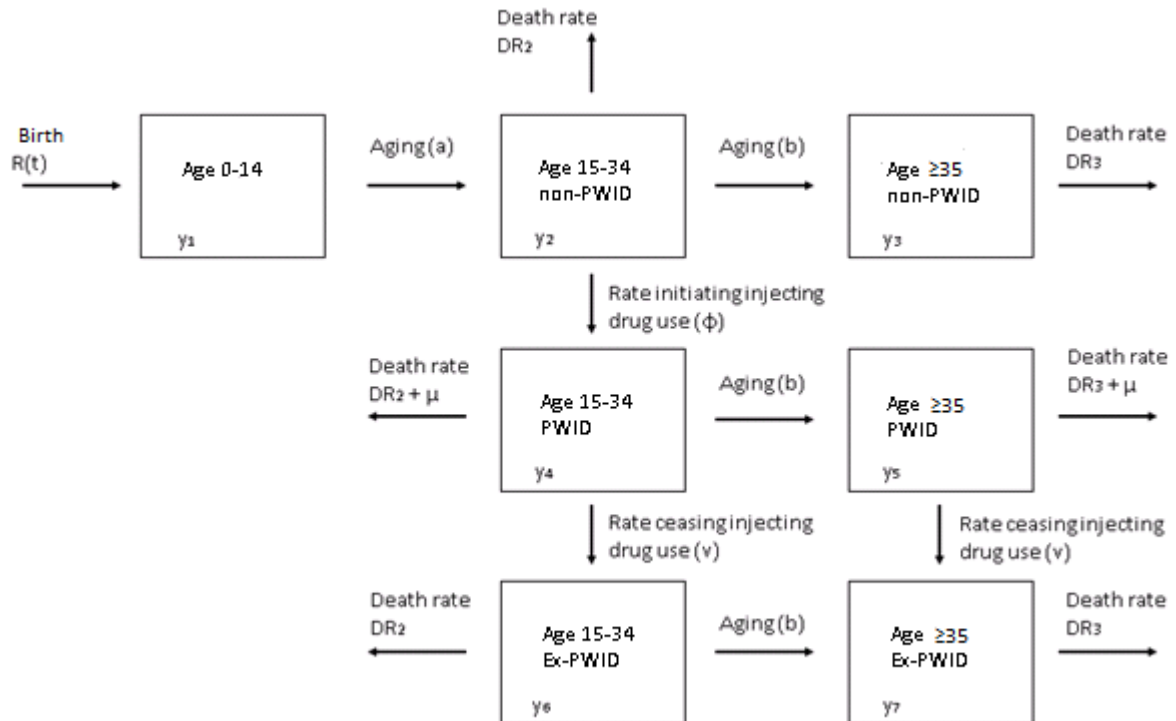 Death rate
DR₂
Birth
R(t)
Age 0-14
y₁
Aging (a)
Age 15-34
non-PWID
y₂
Aging (b)
Age ≥35
non-PWID
y₃
Death rate
DR₃
Rate initiating injecting
drug use (ϕ)
Death rate
DR₂ + μ
Age 15-34
PWID
y₄
Aging (b)
Age ≥35
PWID
y₅
Death rate
DR₃ + μ
Rate ceasing injecting
drug use (v)
Rate ceasing injecting
drug use (v)
Death rate
DR₂
Age 15-34
Ex-PWID
y₆
Aging (b)
Age ≥35
Ex-PWID
y₇
Death rate
DR₃